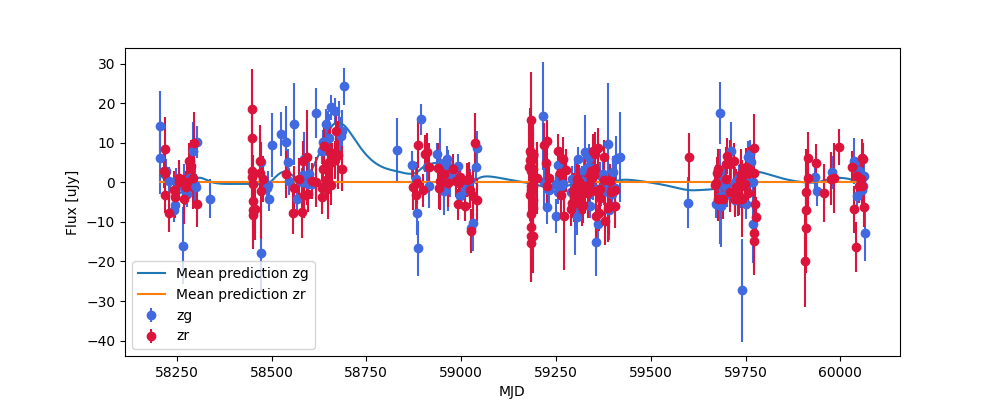 30
20
10
0
−10
−20
−30
−40
Flux [uJy]
Mean prediction zg
Mean prediction zr
zg
zr
58250 58500 58750 59000 59250 59500 59750 60000
MJD